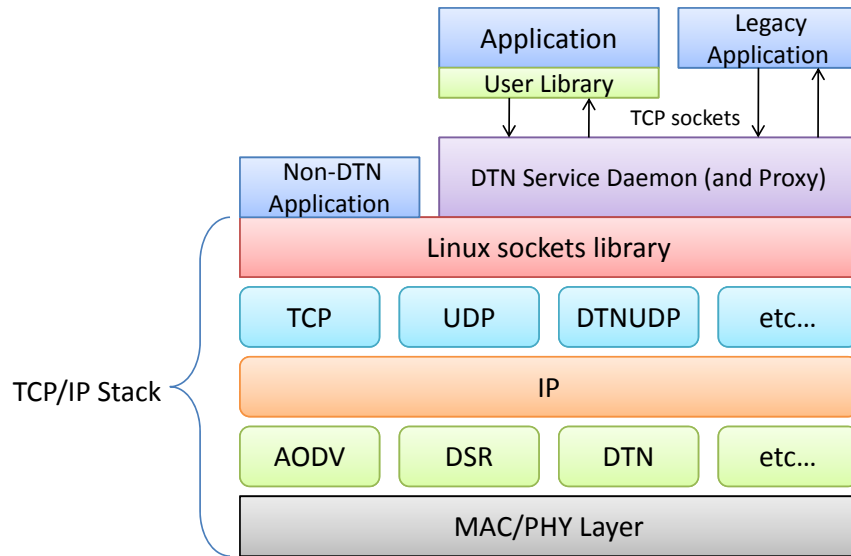 Application
Legacy
Application
User Library
TCP sockets
Non-DTN
Application
DTN Service Daemon (and Proxy)
Linux sockets library
TCP
UDP
DTNUDP
etc...
TCP/IP Stack
IP
AODV
DSR
DTN
etc...
MAC/PHY Layer